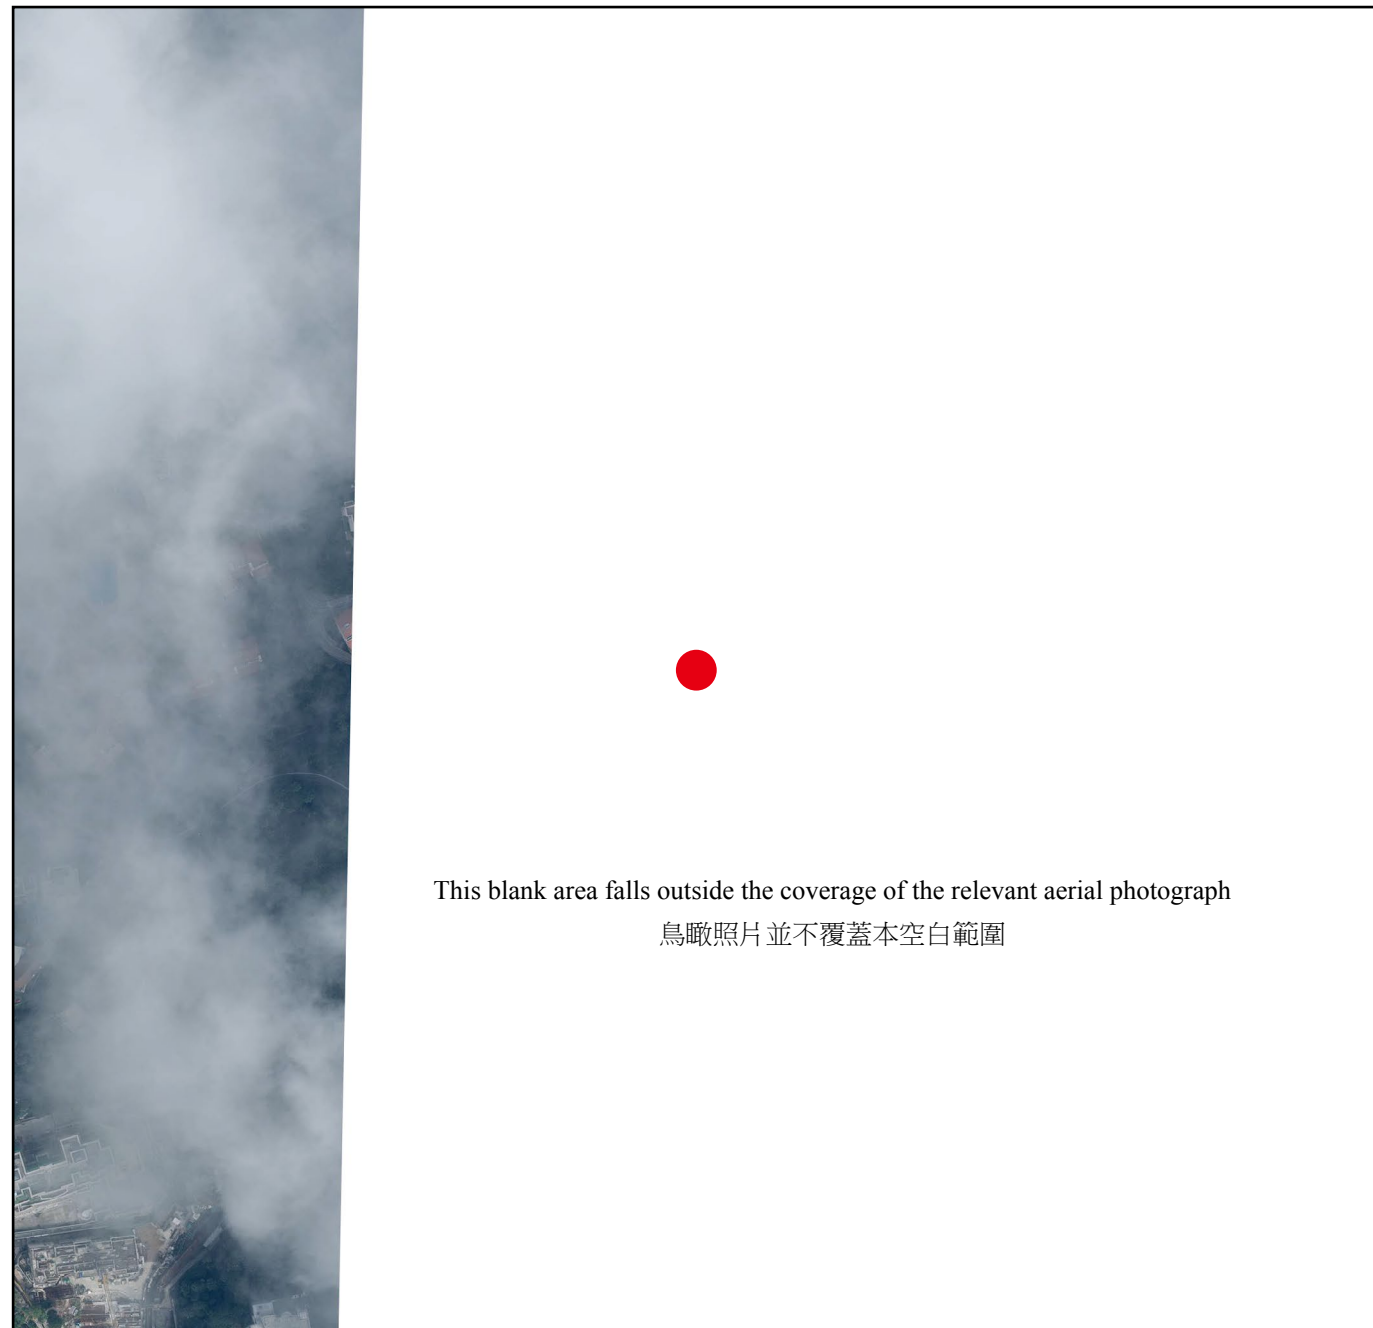 This blank area falls outside the coverage of the relevant aerial photograph
鳥瞰照片並不覆蓋本空白範圍